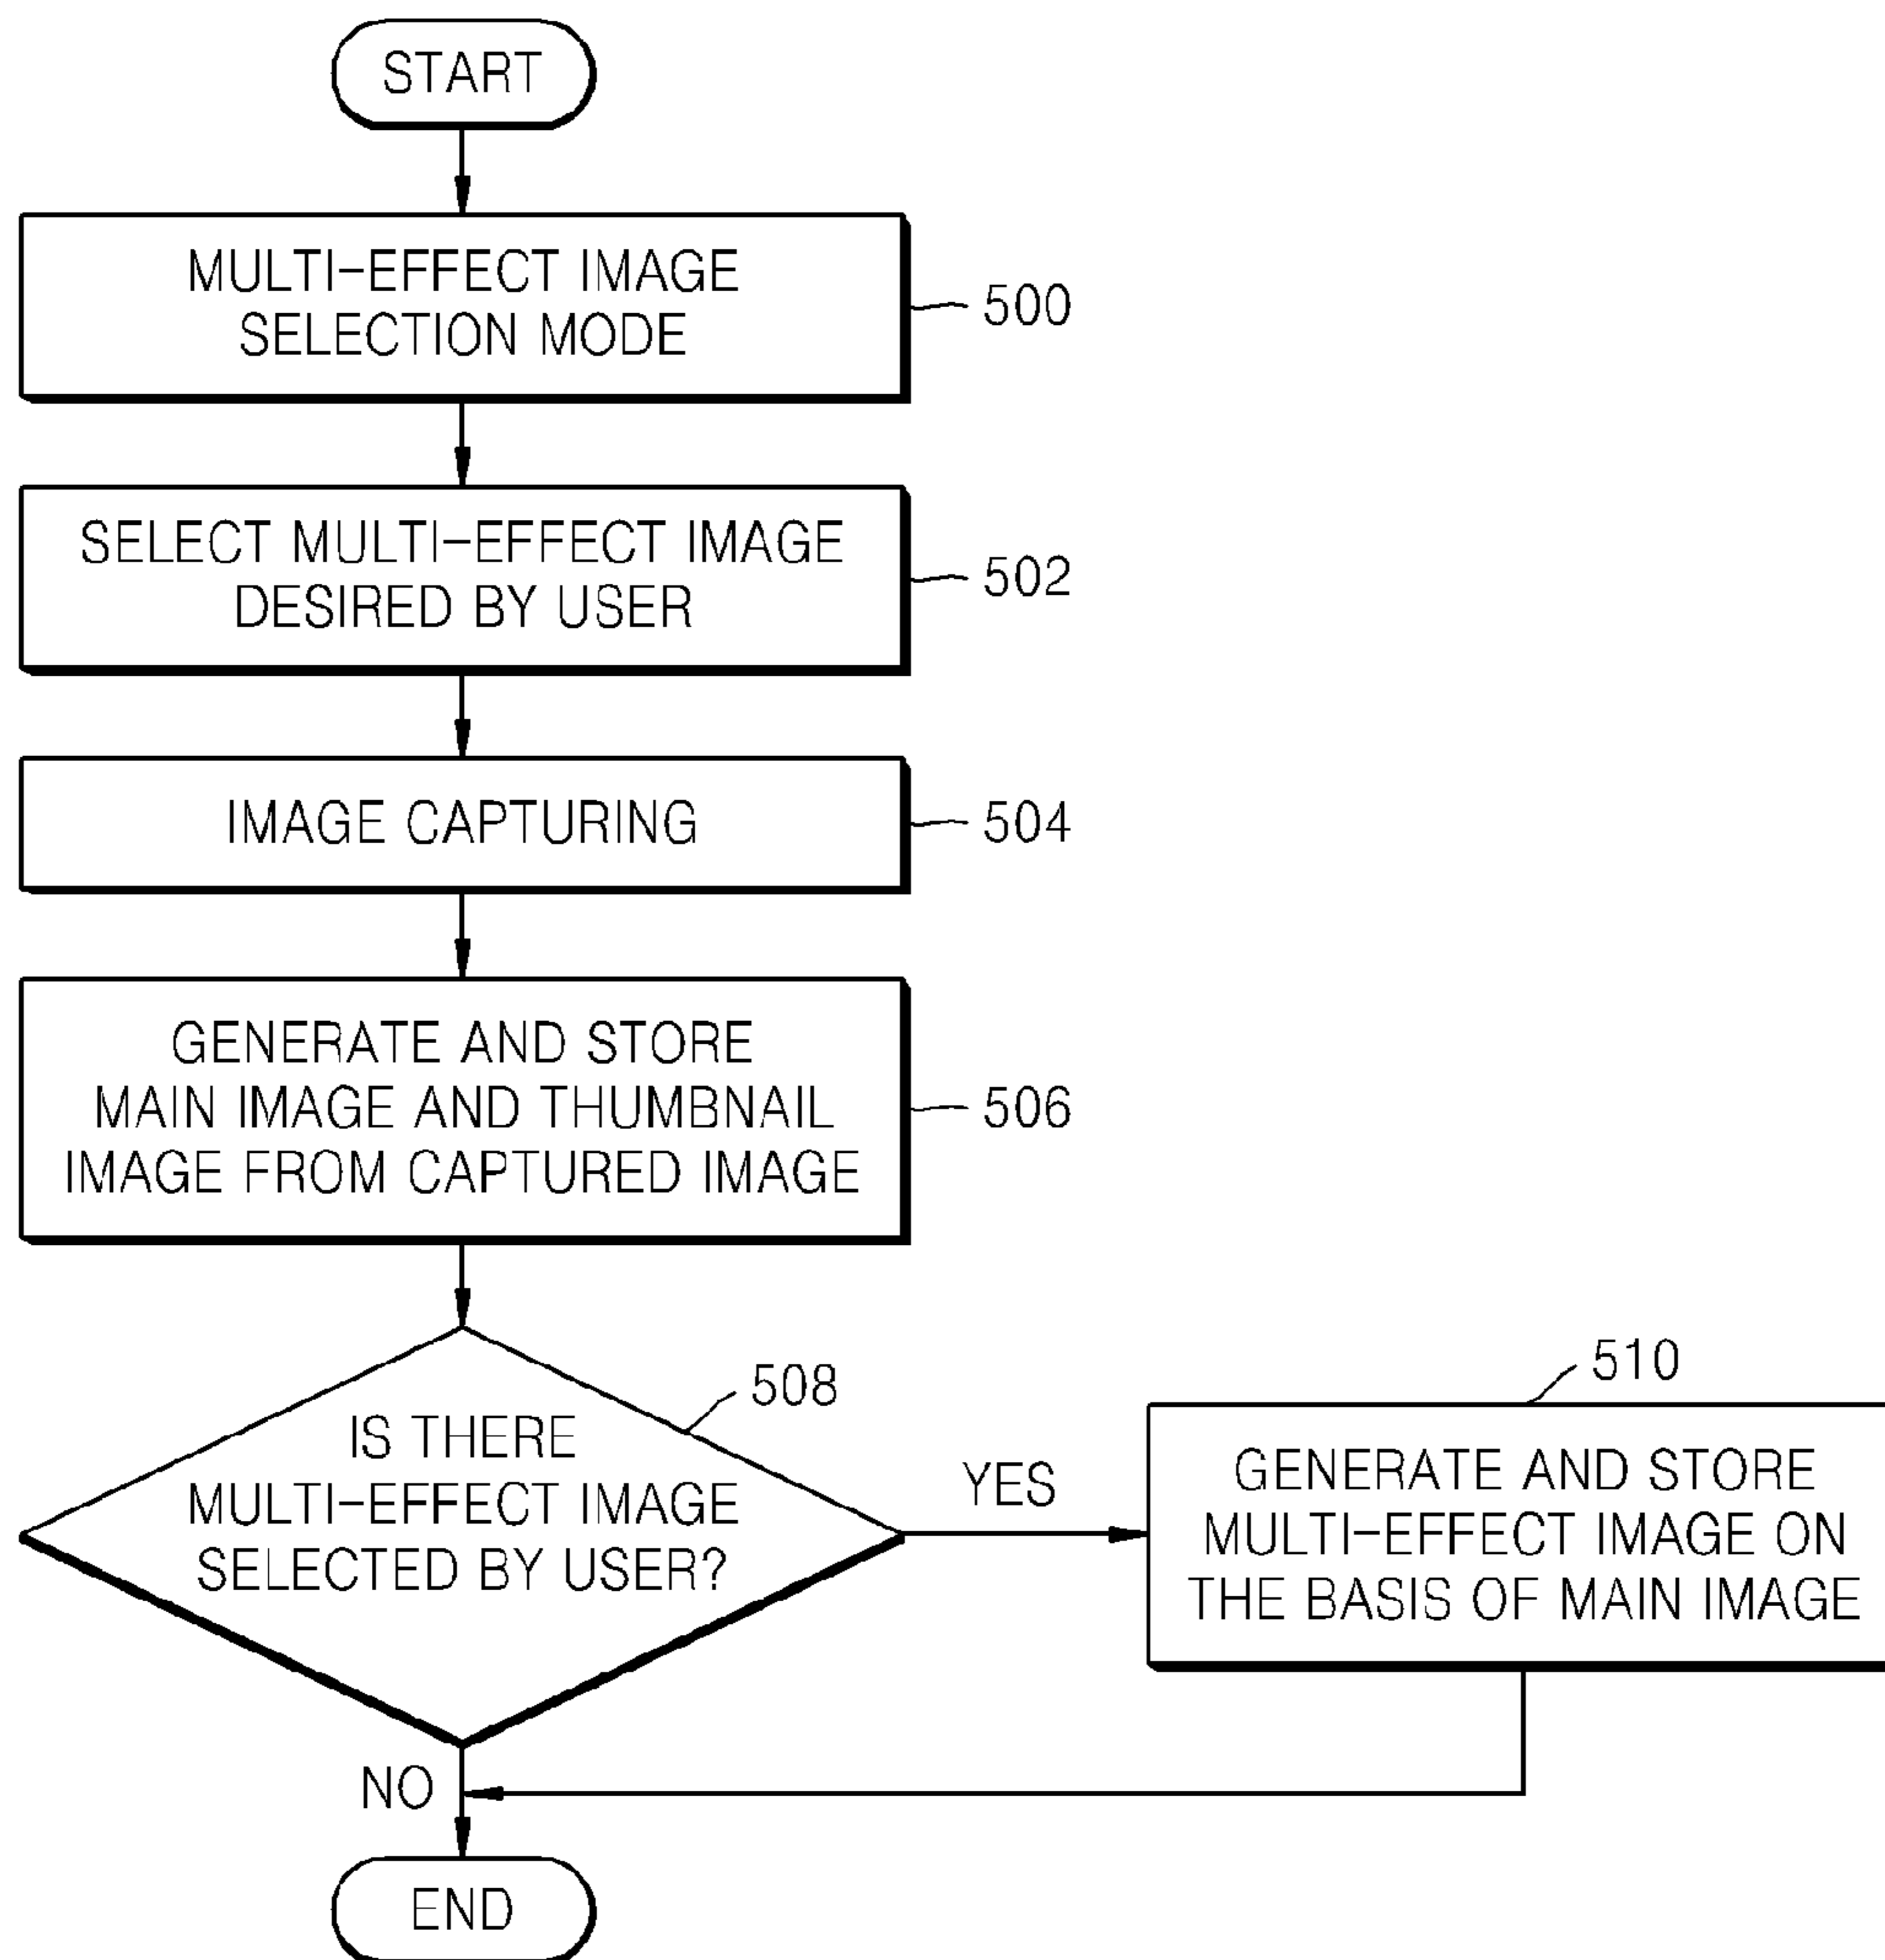 START
MULTI-EFFECT IMAGE
SELECTION MODE
500
SELECT MULTI-EFFECT IMAGE
DESIRED BY USER
502
IMAGE CAPTURING
504
GENERATE AND STORE
MAIN IMAGE AND THUMBNAIL
IMAGE FROM CAPTURED IMAGE
506
IS THERE
MULTI-EFFECT IMAGE
SELECTED BY USER?
508
YES
510
GENERATE AND STORE
MULTI-EFFECT IMAGE ON
THE BASIS OF MAIN IMAGE
NO
END